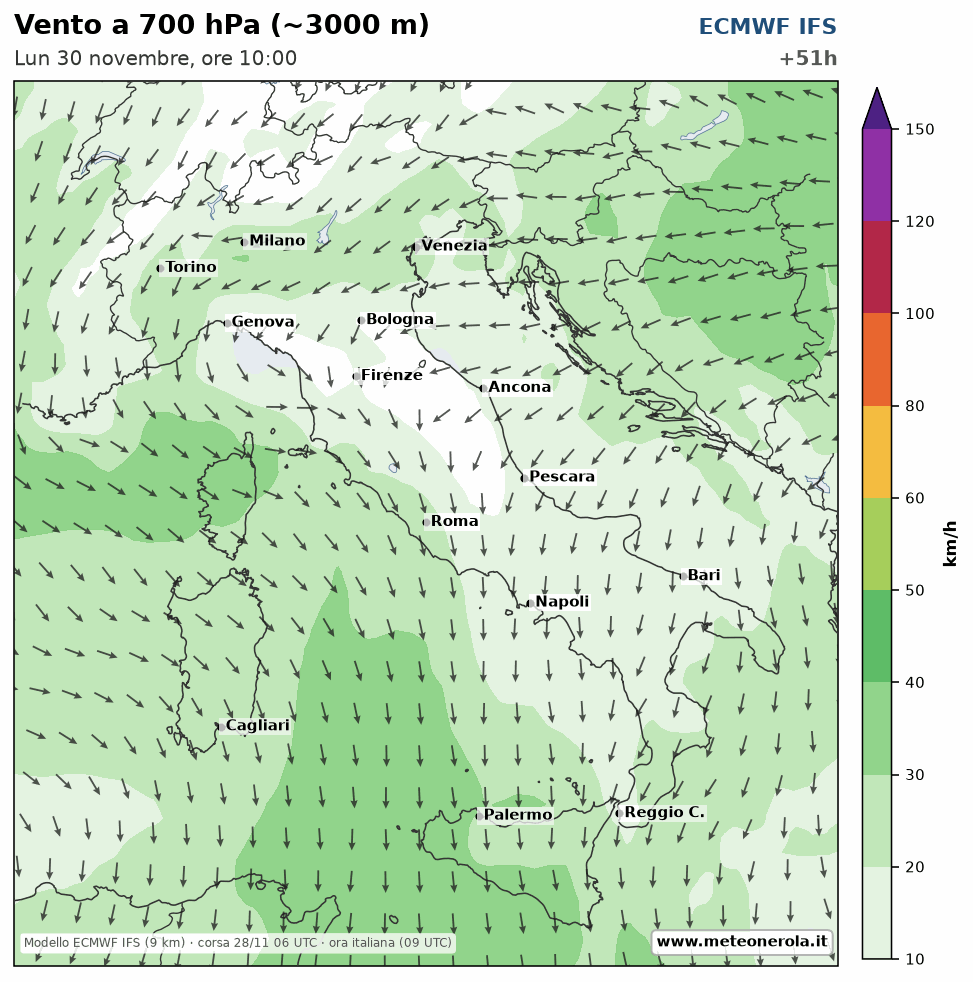 Vento a 700 hPa (~3000 m)
ECMWF IFS
Lun 30 novembre, ore 10:00
+51h
150
120
100
80
60
50
40
30
20
10
km/h
Milano
Venezia
Torino
Genova
Bologna
Firenze
Ancona
Pescara
Roma
Bari
Napoli
Cagliari
Palermo
Reggio C.
Modello ECMWF IFS (9 km) · corsa 28/11 06 UTC · ora italiana (09 UTC)
www.meteonerola.it